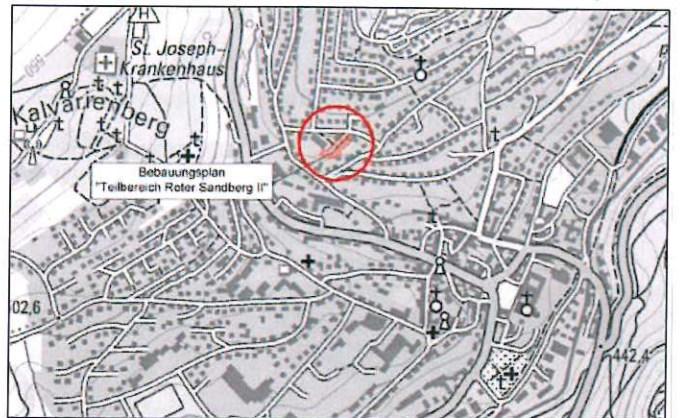 H
St. Joseph-
Krankenhaus
Kalvarienberg
Bebauungsplan
"Teilbereich Roter Sandberg II"
02,6
442,4